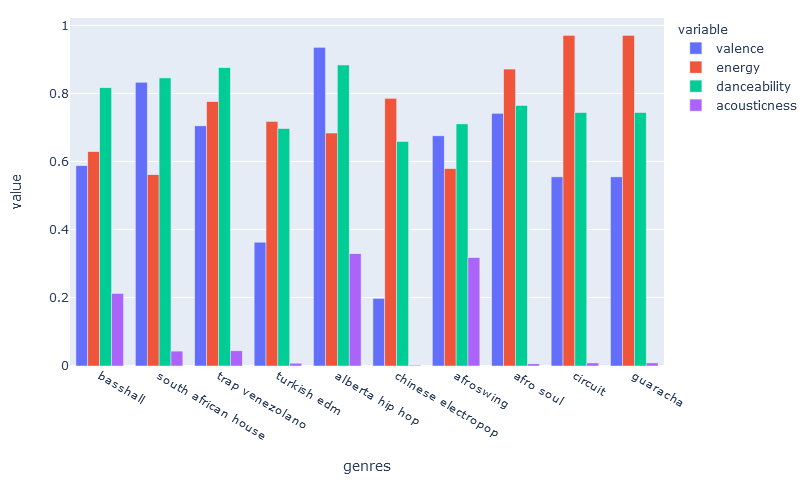 variable
valence
energy
danceability
acousticness
value
1
0.8
0.6
0.4
0.2
0
basshall
south african house
trap venezolano
turkish edm
alberta hip hop
chinese electropop
afroswing
afro soul
circuit
guaracha
genres